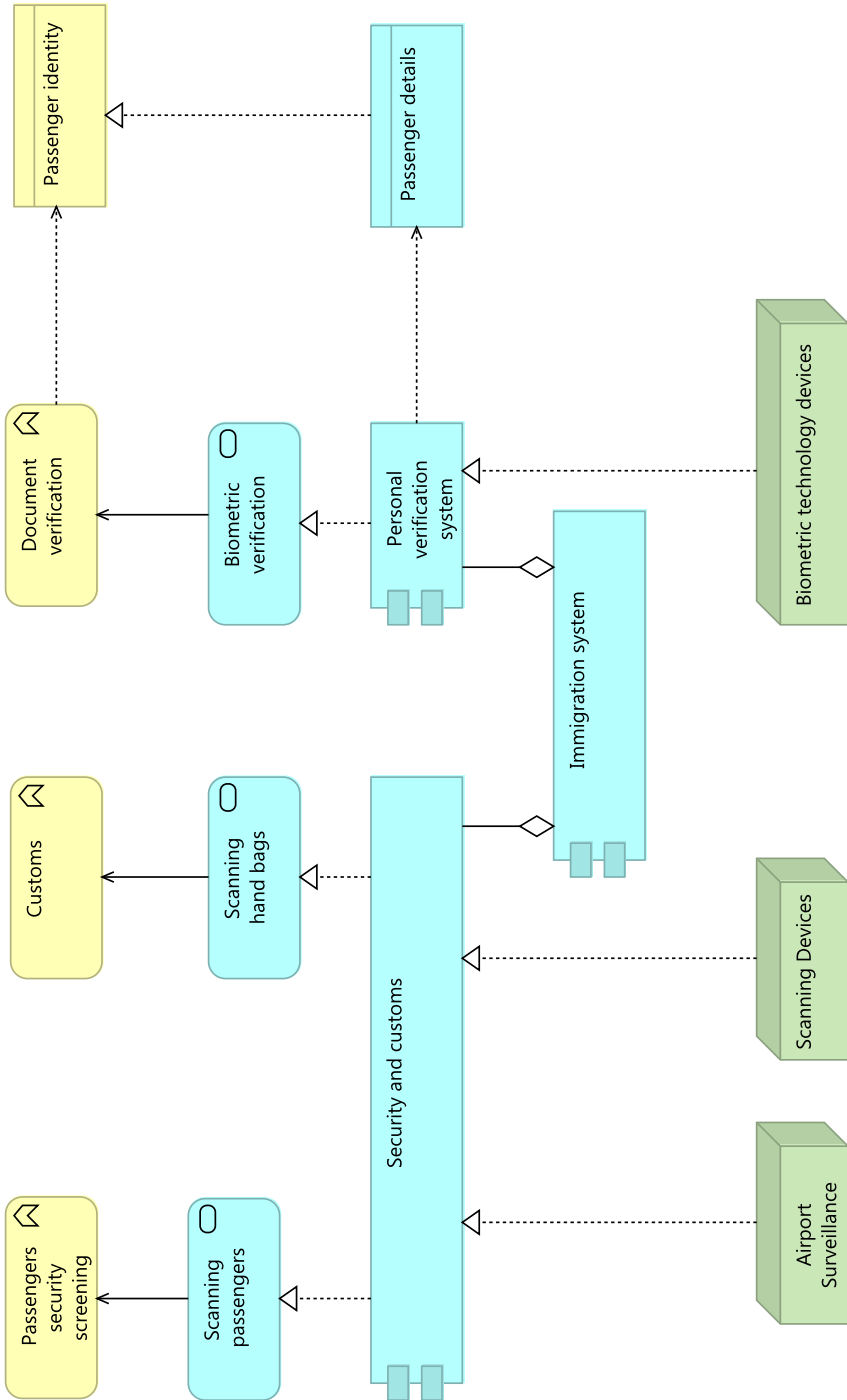 Passengers
security
screening
Customs
Document
verification
Passenger identity
Scanning
passengers
Scanning
hand bags
Biometric
verification
Security and customs
Personal
verification
system
Passenger details
Immigration system
Airport
Surveillance
Scanning Devices
Biometric technology devices